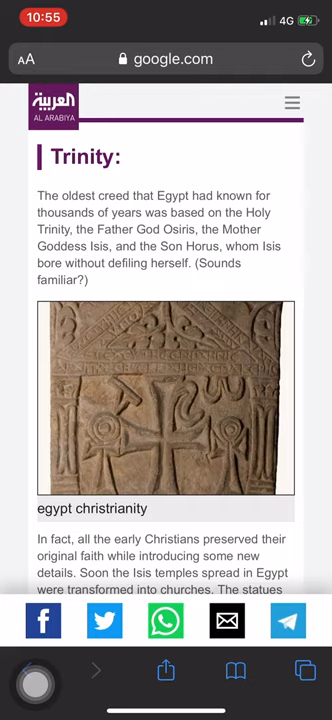 10:55
4G
AA
google.com
العربية
AL ARABIYA
Trinity:
The oldest creed that Egypt had known for
thousands of years was based on the Holy
Trinity, the Father God Osiris, the Mother
Goddess Isis, and the Son Horus, whom Isis
bore without defiling herself. (Sounds
familiar?)
egypt christrianity
In fact, all the early Christians preserved their
original faith while introducing some new
details. Soon the Isis temples spread in Egypt
were transformed into churches. The statues